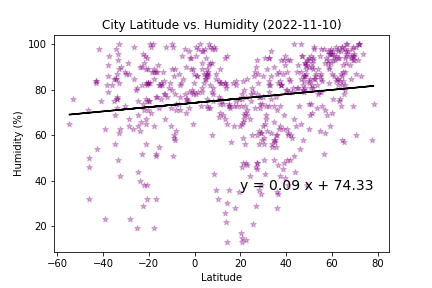 City Latitude vs. Humidity (2022-11-10)
100
80
60
40
20
Humidity (%)
y = 0.09 x + 74.33
−60 −40 −20 0 20 40 60 80
Latitude